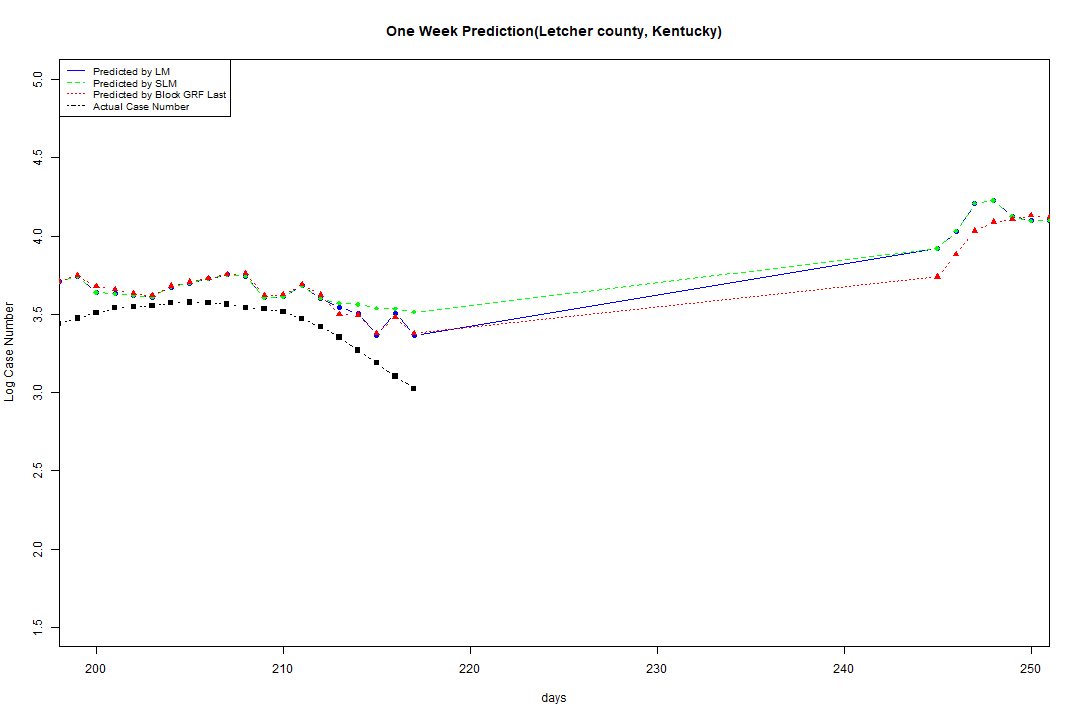 One Week Prediction(Letcher county, Kentucky)
Predicted by LM
Predicted by SLM
Predicted by Block GRF Last
Actual Case Number
5.0
4.5
4.0
3.5
3.0
2.5
2.0
1.5
Log Case Number
200 210 220 230 240 250
days